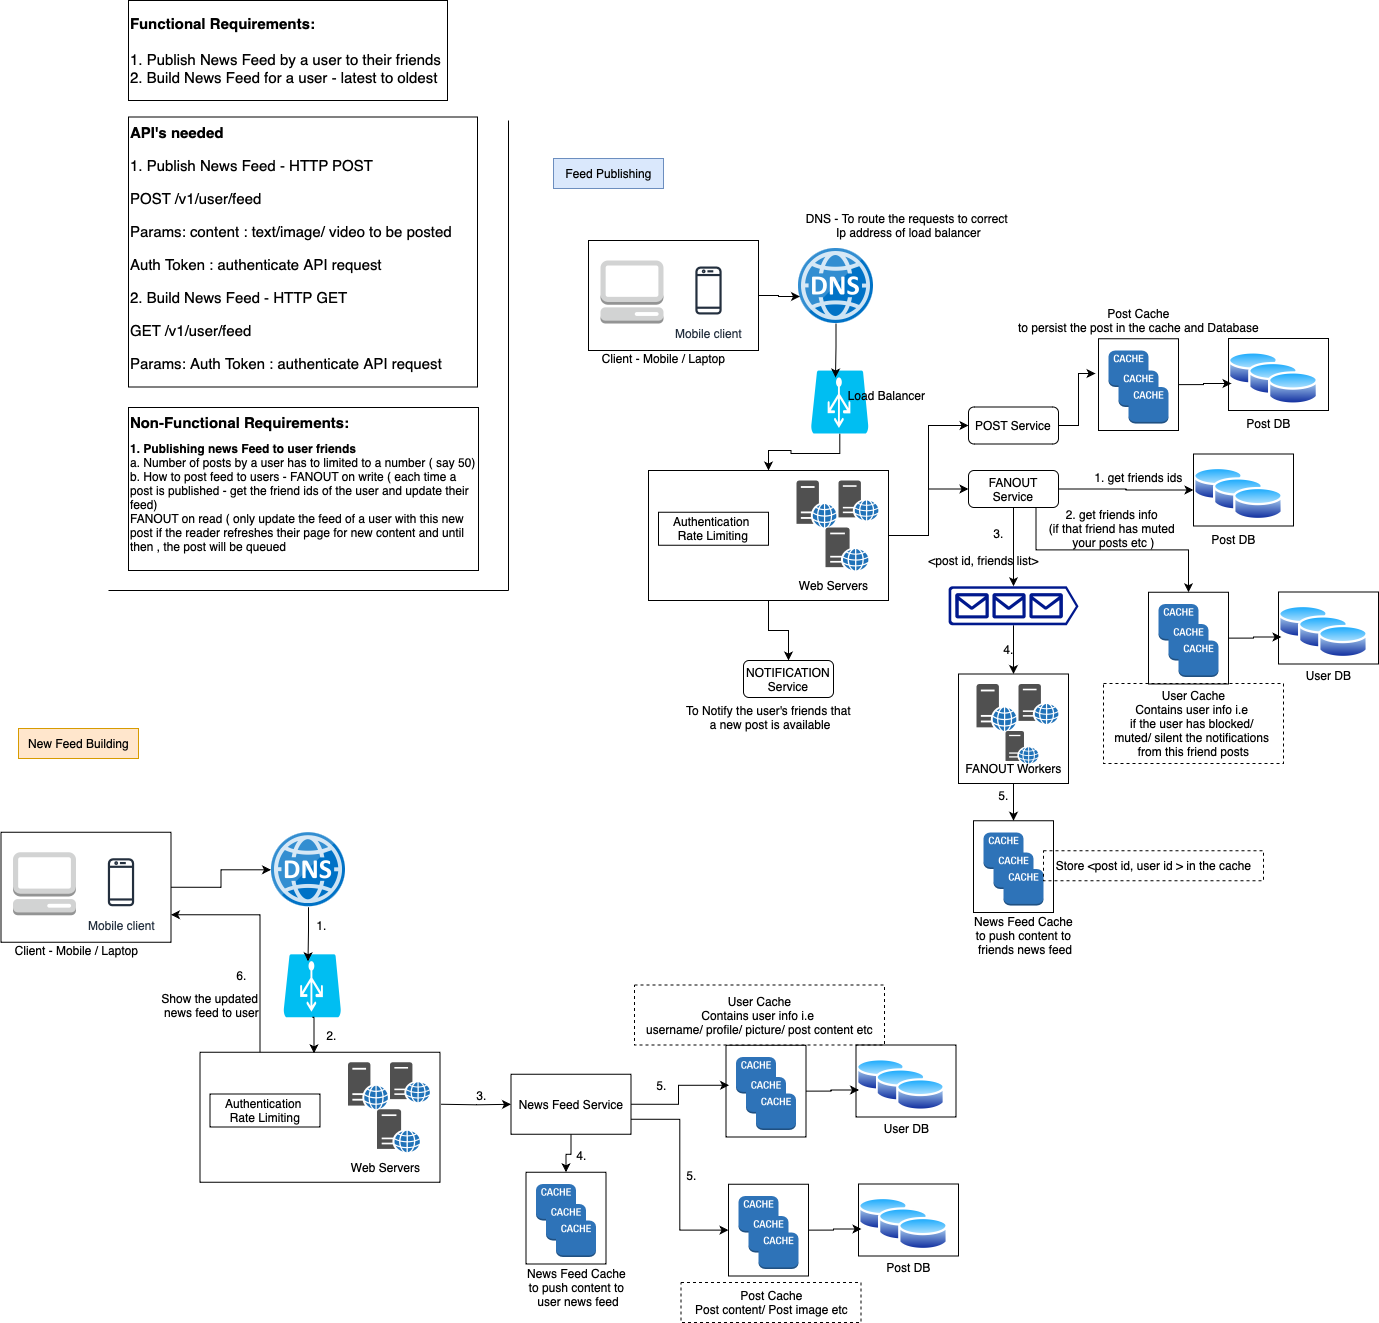 Functional Requirements:
1. Publish News Feed by a user to their friends
2. Build News Feed for a user - latest to oldest
API's needed
1. Publish News Feed - HTTP POST
POST /v1/user/feed
Params: content : text/image/ video to be posted
Auth Token : authenticate API request
2. Build News Feed - HTTP GET
GET /v1/user/feed
Params: Auth Token : authenticate API request
Non-Functional Requirements:
1. Publishing news Feed to user friends
a. Number of posts by a user has to limited to a number ( say 50)
b. How to post feed to users - FANOUT on write ( each time a
post is published - get the friend ids of the user and update their
feed)
FANOUT on read ( only update the feed of a user with this new
post if the reader refreshes their page for new content and until
then , the post will be queued
Feed Publishing
DNS - To route the requests to correct
Ip address of load balancer
DNS
Mobile client
Client - Mobile / Laptop
Load Balancer
Post Cache
to persist the post in the cache and Database
CACHE
CACHE
CACHE
Post DB
POST Service
FANOUT
Service
1. get friends ids
Post DB
2. get friends info
(if that friend has muted
your posts etc )
3.
<post id, friends list>
Authentication
Rate Limiting
Web Servers
NOTIFICATION
Service
To Notify the user's friends that
a new post is available
4.
CACHE
CACHE
CACHE
User DB
User Cache
Contains user info i.e
if the user has blocked/
muted/ silent the notifications
from this friend posts
FANOUT Workers
5.
CACHE
CACHE
CACHE
Store <post id, user id > in the cache
News Feed Cache
to push content to
friends news feed
New Feed Building
Mobile client
Client - Mobile / Laptop
DNS
1.
6.
Show the updated
news feed to user
2.
Authentication
Rate Limiting
Web Servers
3.
News Feed Service
4.
CACHE
CACHE
CACHE
News Feed Cache
to push content to
user news feed
User Cache
Contains user info i.e
username/ profile/ picture/ post content etc
5.
CACHE
CACHE
CACHE
User DB
5.
CACHE
CACHE
CACHE
Post DB
Post Cache
Post content/ Post image etc